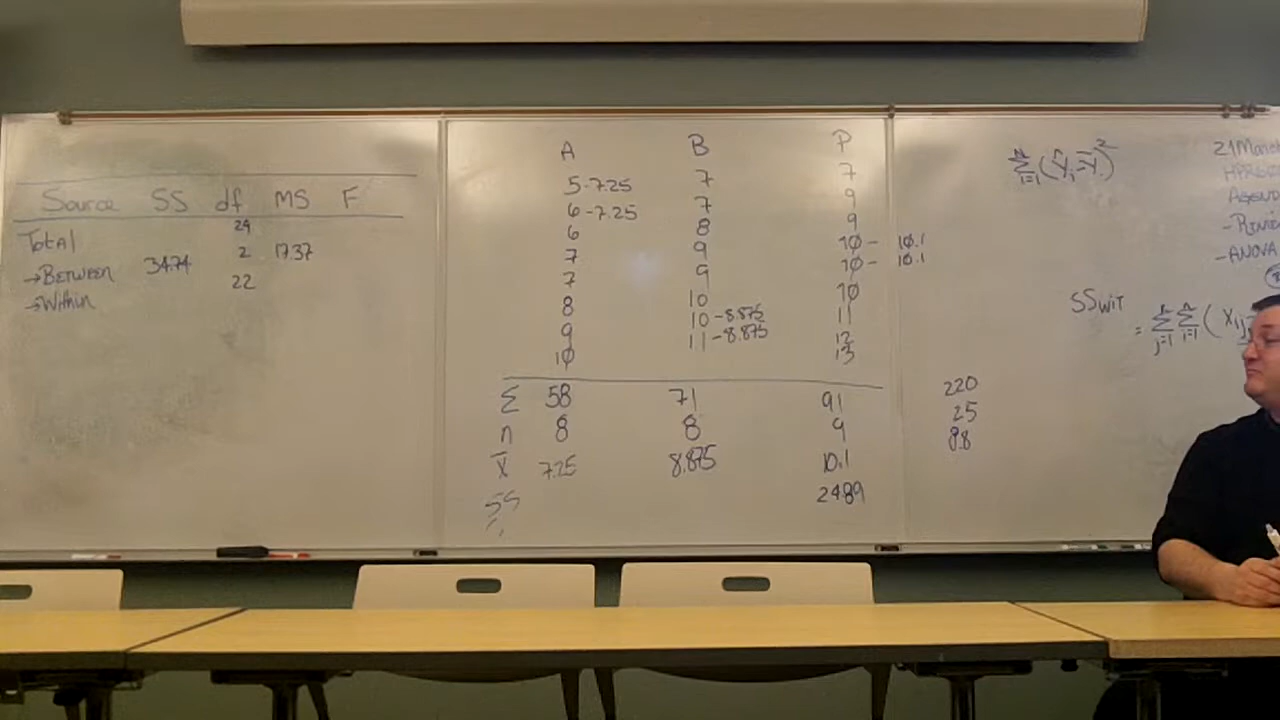 Source SS df MS F
Total 24
→Between 34.74 2 17.37
→Within 22
A B P
5-7.25 7 7
6-7.25 7 9
6 8 9
7 9 10- 10.1
7 9 10- 10.1
8 10 10
9 10-8.875 11
10 11-8.875 12
13
Σ 58 71 91
n 8 8 9
X̄ 7.25 8.875 10.1
SS 24.89
220
25
8.8
SSwit
= Σ Σ (Xij
j=1 i=1
- ANOVA